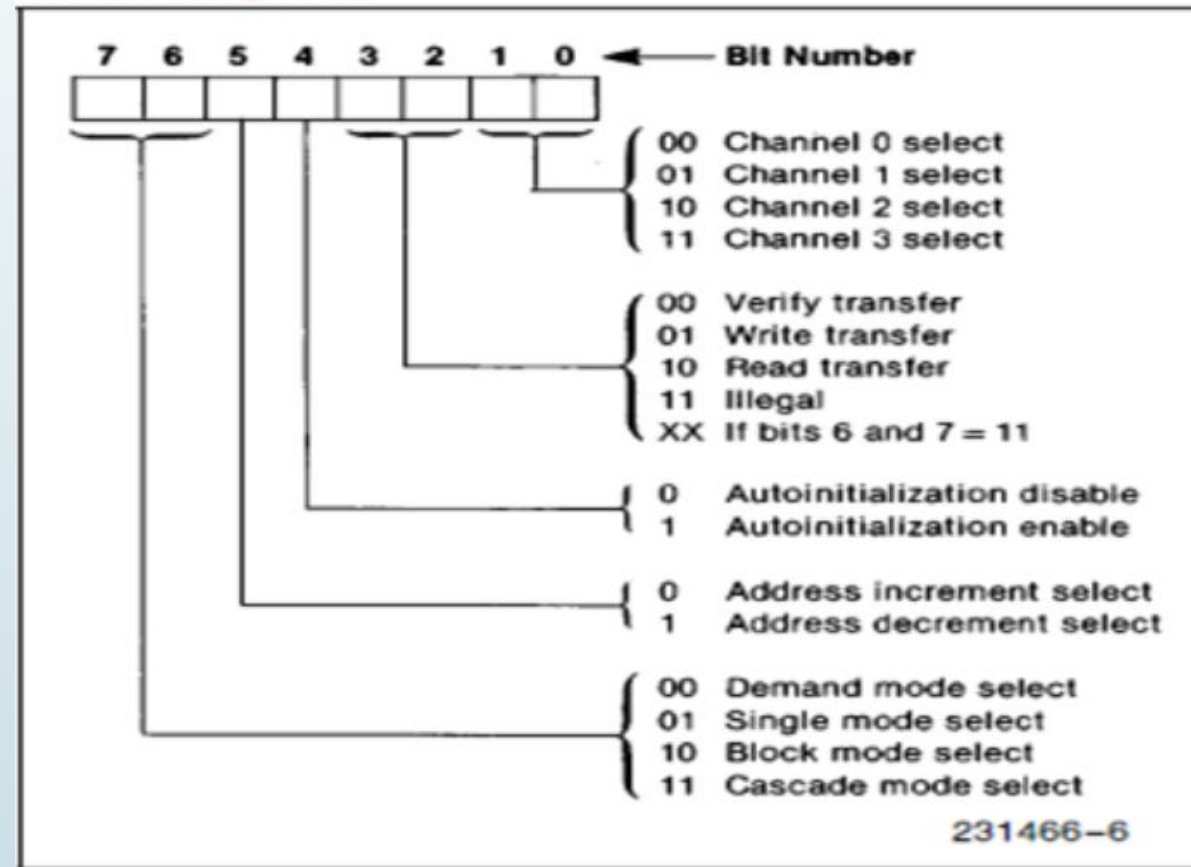 7 6 5 4 3 2 1 0 Bit Number
00 Channel 0 select
01 Channel 1 select
10 Channel 2 select
11 Channel 3 select
00 Verify transfer
01 Write transfer
10 Read transfer
11 Illegal
XX If bits 6 and 7 = 11
0 Autoinitialization disable
1 Autoinitialization enable
0 Address increment select
1 Address decrement select
00 Demand mode select
01 Single mode select
10 Block mode select
11 Cascade mode select
231466–6